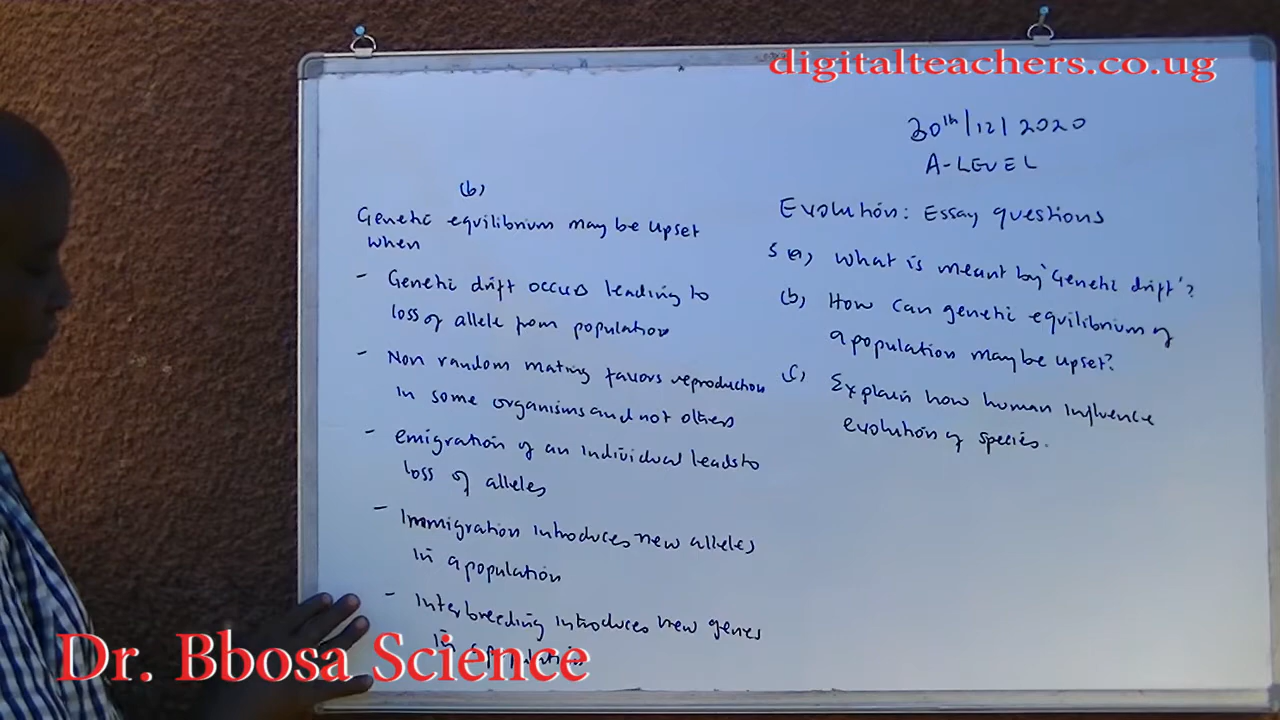 digitalteachers.co.ug
30th/12/2020
A-LEVEL
Evolution: Essay questions
5 (a), What is meant by 'Genetic drift'?
(b), How can genetic equilibrium of
a population may be upset?
(c), Explain how human influence
evolution of species.
(b),
Genetic equilibrium may be upset
when
- Genetic drift occurs leading to
loss of allele from population
- Non random mating favors reproduction
in some organisms and not others
- emigration of an individual leads to
loss of alleles
- Immigration introduces new alleles
in a population
- Interbreeding introduces new genes
in a population
Dr. Bbosa Science